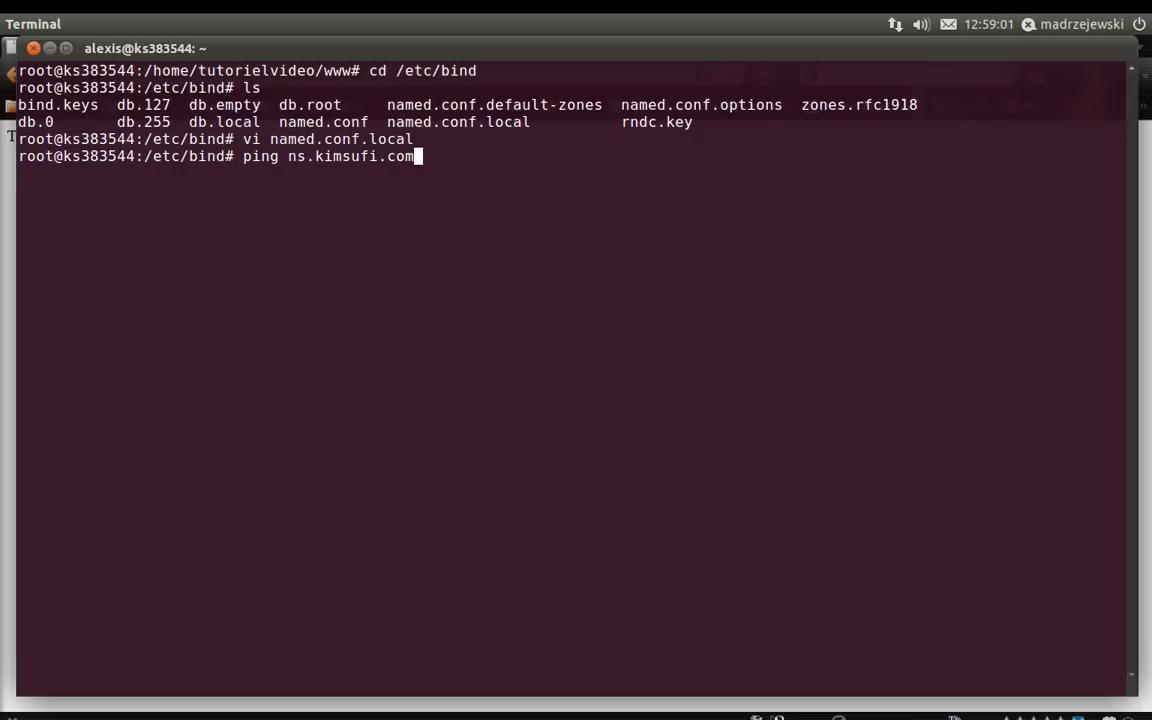 Terminal
12:59:01 madrzejewski
alexis@ks383544: ~
root@ks383544:/home/tutorielvideo/www# cd /etc/bind
root@ks383544:/etc/bind# ls
bind.keys db.127 db.empty db.root named.conf.default-zones named.conf.options zones.rfc1918
db.0 db.255 db.local named.conf named.conf.local rndc.key
root@ks383544:/etc/bind# vi named.conf.local
root@ks383544:/etc/bind# ping ns.kimsufi.com